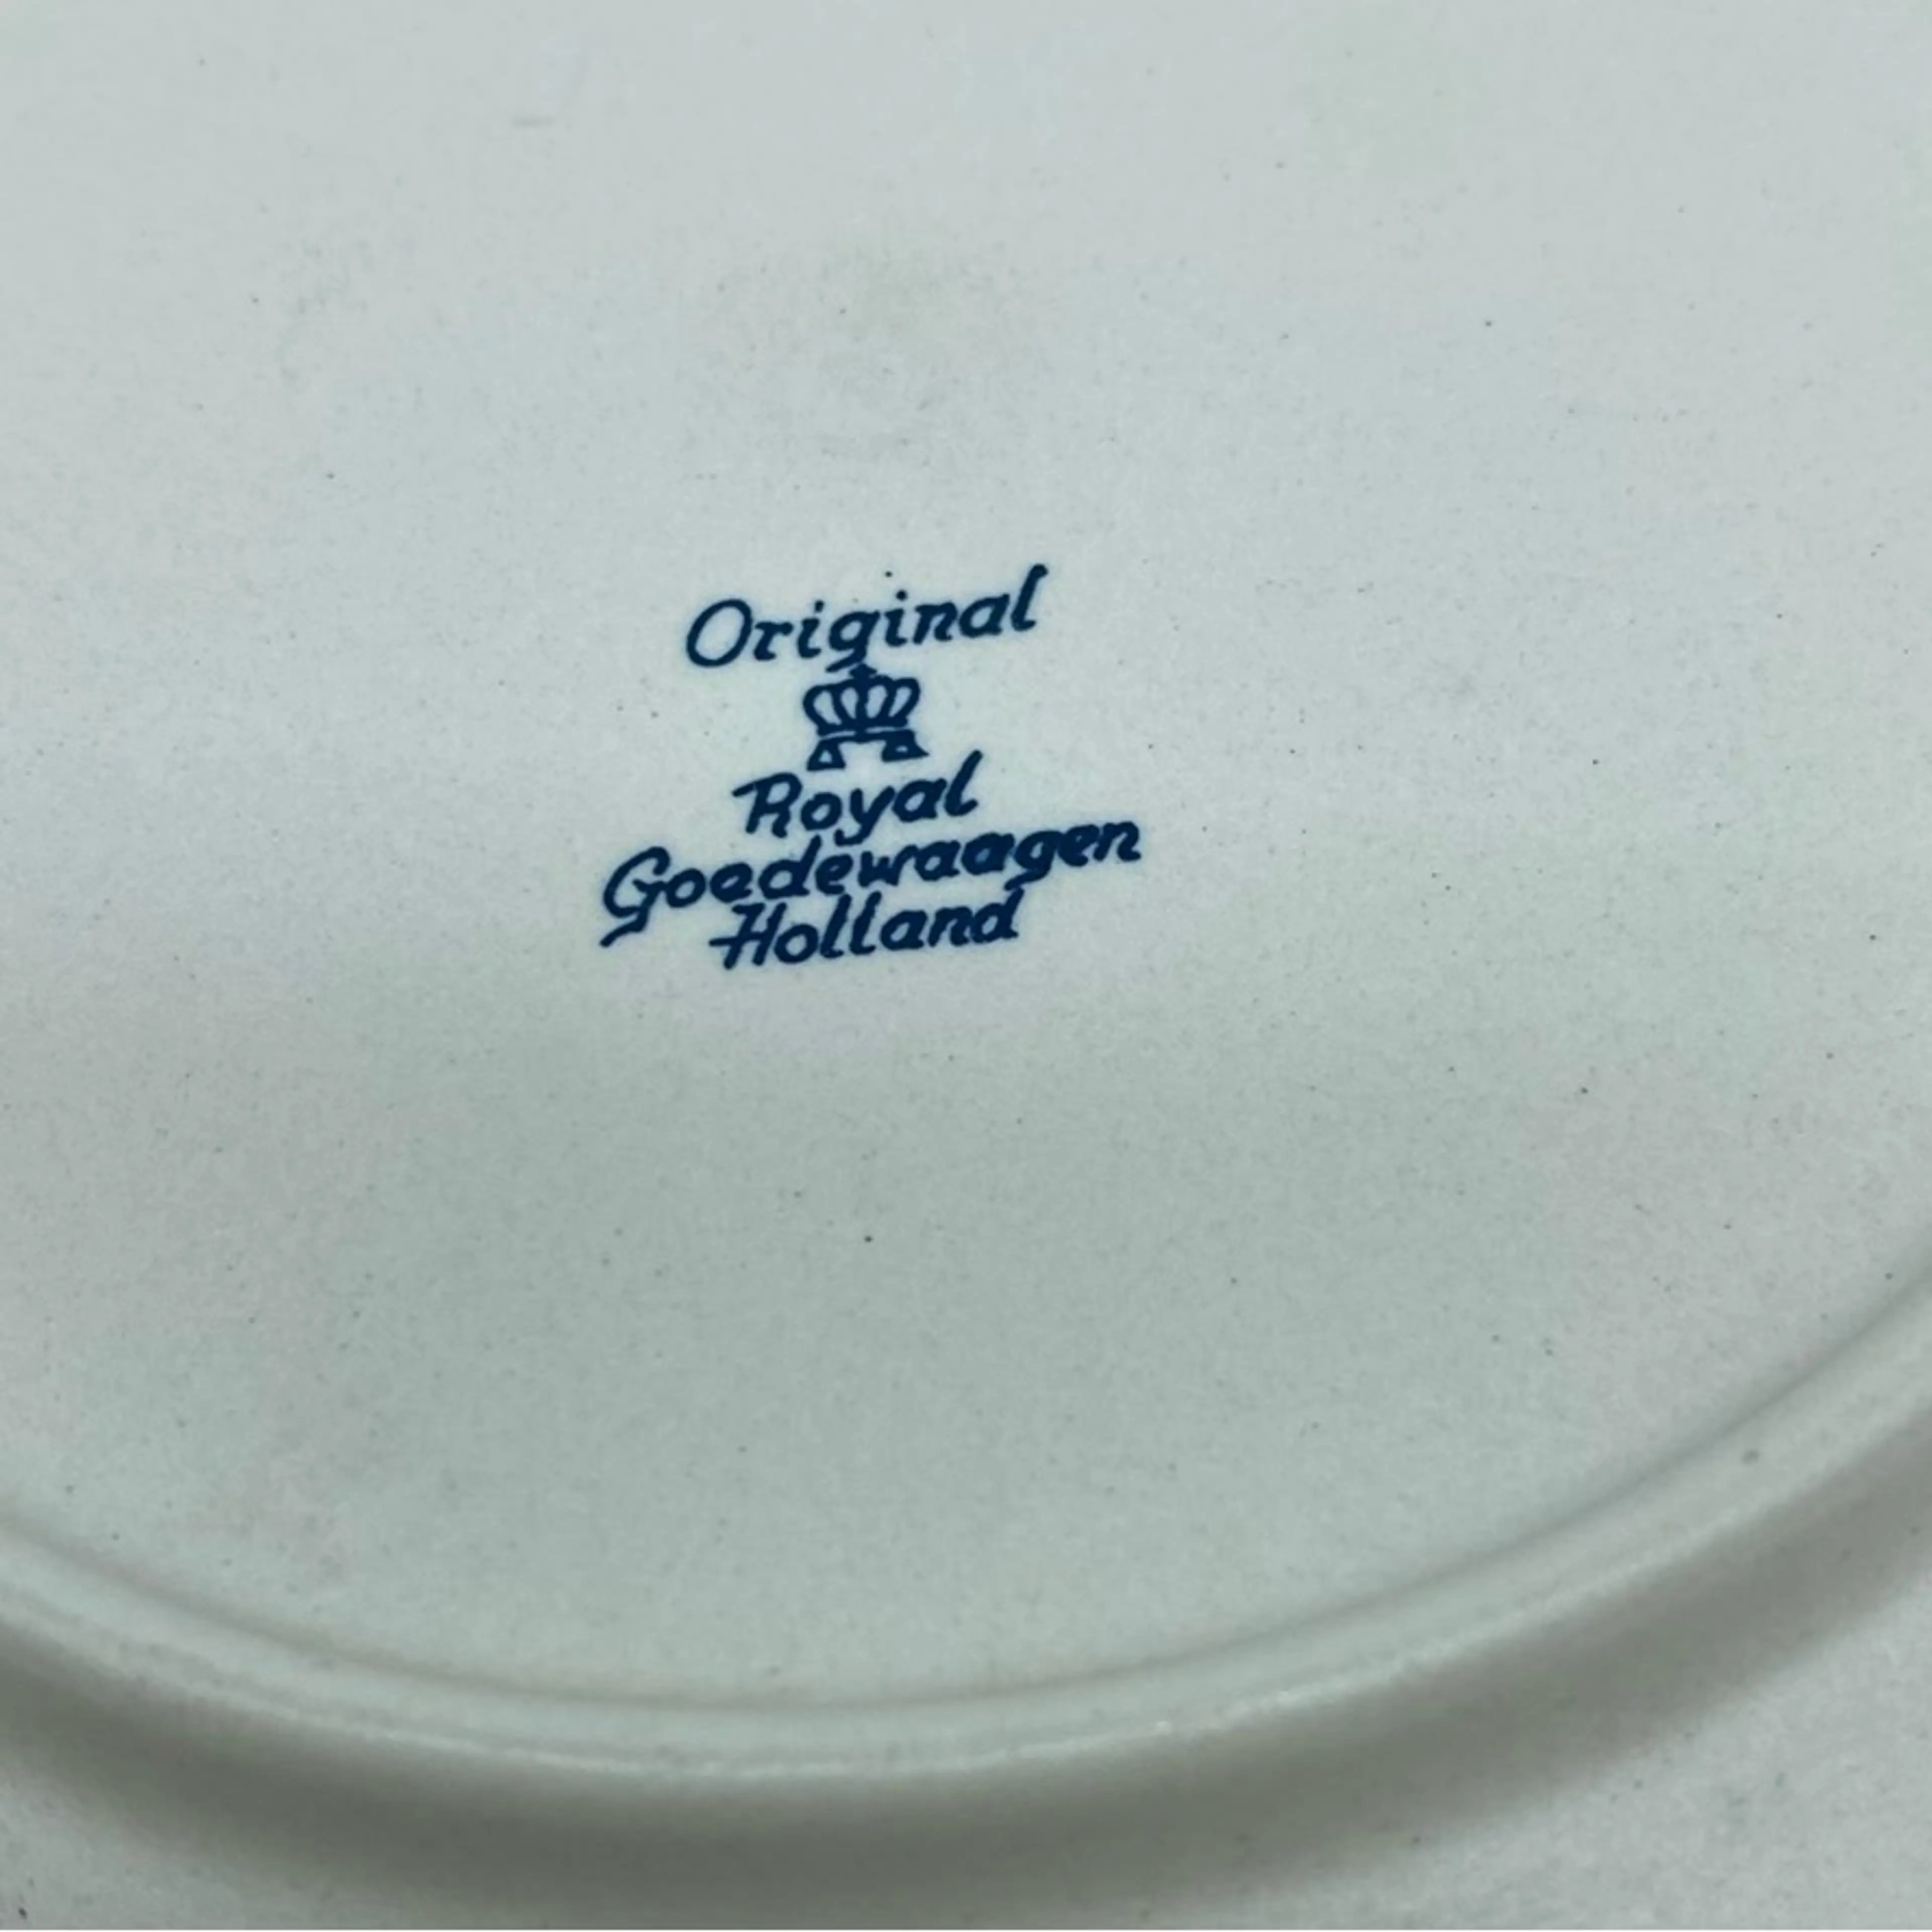 Original
Royal
Goedewaagen
Holland